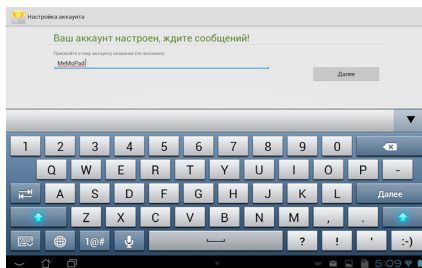 Настройка аккаунта
Ваш аккаунт настроен, ждите сообщений!
Присвойте этому аккаунту название (по желанию)
MeMoPad
Далее
1 2 3 4 5 6 7 8 9 0
Q W E R T Y U I O P -
A S D F G H J K L Далее
Z X C V B N M , .
1@# ? ! ' :-)
5:09